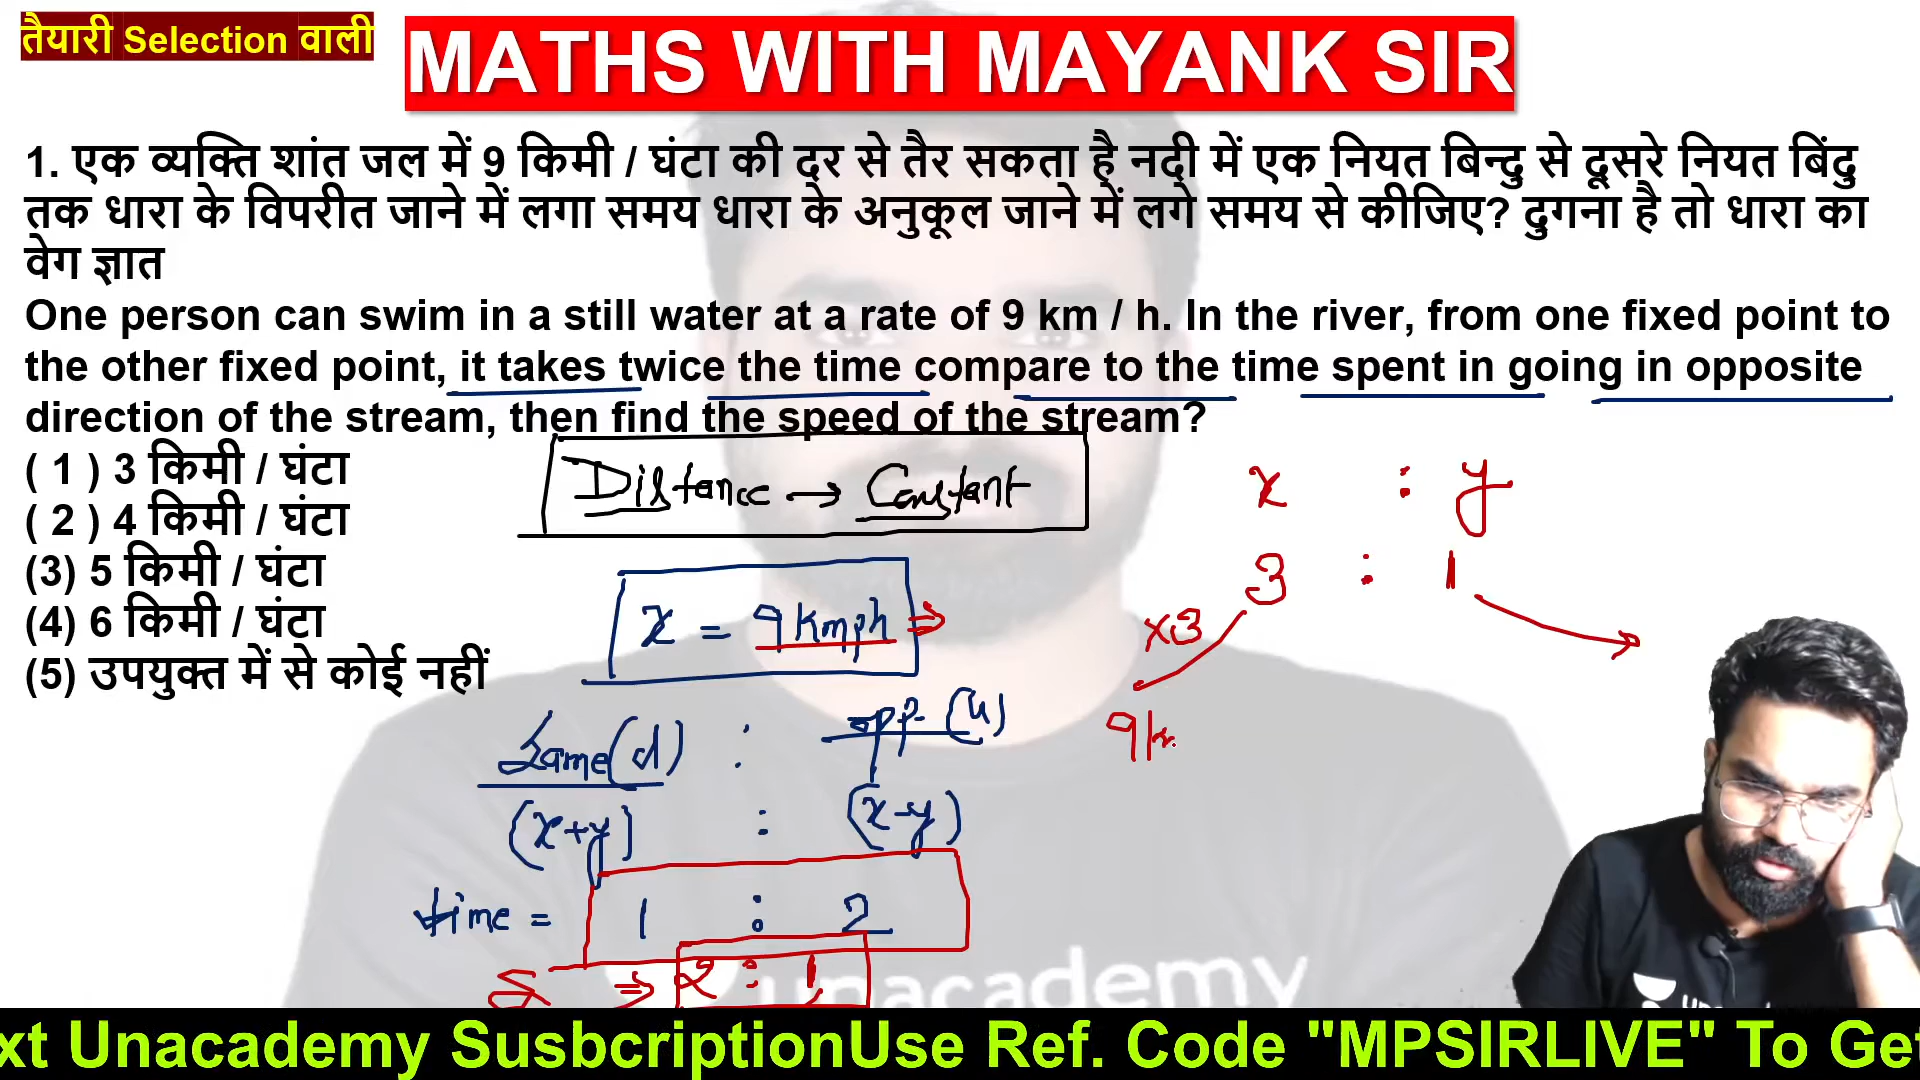 तैयारी Selection वाली
MATHS WITH MAYANK SIR
1. एक व्यक्ति शांत जल में 9 किमी / घंटा की दर से तैर सकता है नदी में एक नियत बिन्दु से दूसरे नियत बिंदु
तक धारा के विपरीत जाने में लगा समय धारा के अनुकूल जाने में लगे समय से कीजिए? दुगना है तो धारा का
वेग ज्ञात
One person can swim in a still water at a rate of 9 km / h. In the river, from one fixed point to
the other fixed point, it takes twice the time compare to the time spent in going in opposite
direction of the stream, then find the speed of the stream?
( 1 ) 3 किमी / घंटा
( 2 ) 4 किमी / घंटा
(3) 5 किमी / घंटा
(4) 6 किमी / घंटा
(5) उपयुक्त में से कोई नहीं
Distance → Constant
x : y
3 : 1
x = 9 kmph ⇒
×3
9k
Same(d) : opp (u)
(x+y) : (x-y)
time = 1 : 2
S ⇒ 2 : 1
unacademy
xt Unacademy SusbcriptionUse Ref. Code "MPSIRLIVE" To Get